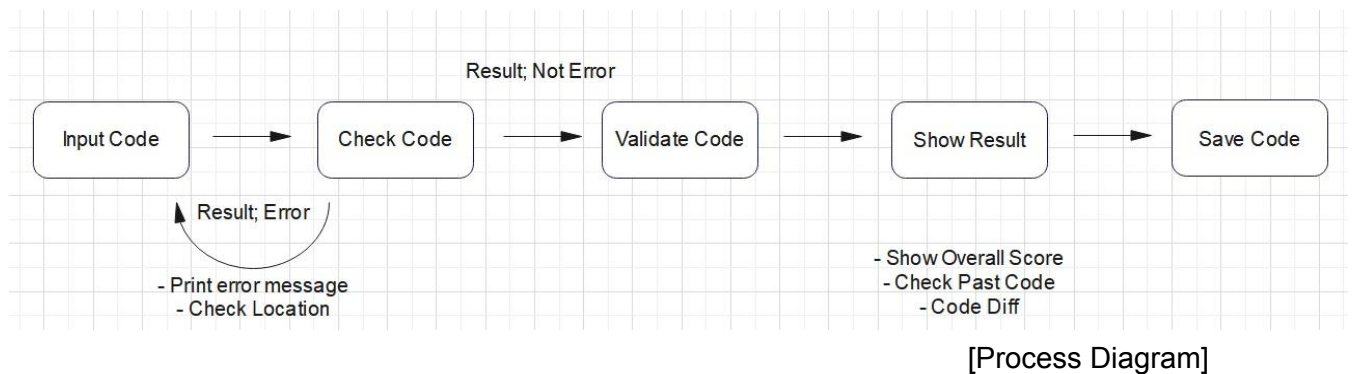 Result; Not Error
Input Code
Check Code
Validate Code
Show Result
Save Code
Result; Error
- Print error message
- Check Location
- Show Overall Score
- Check Past Code
- Code Diff
[Process Diagram]